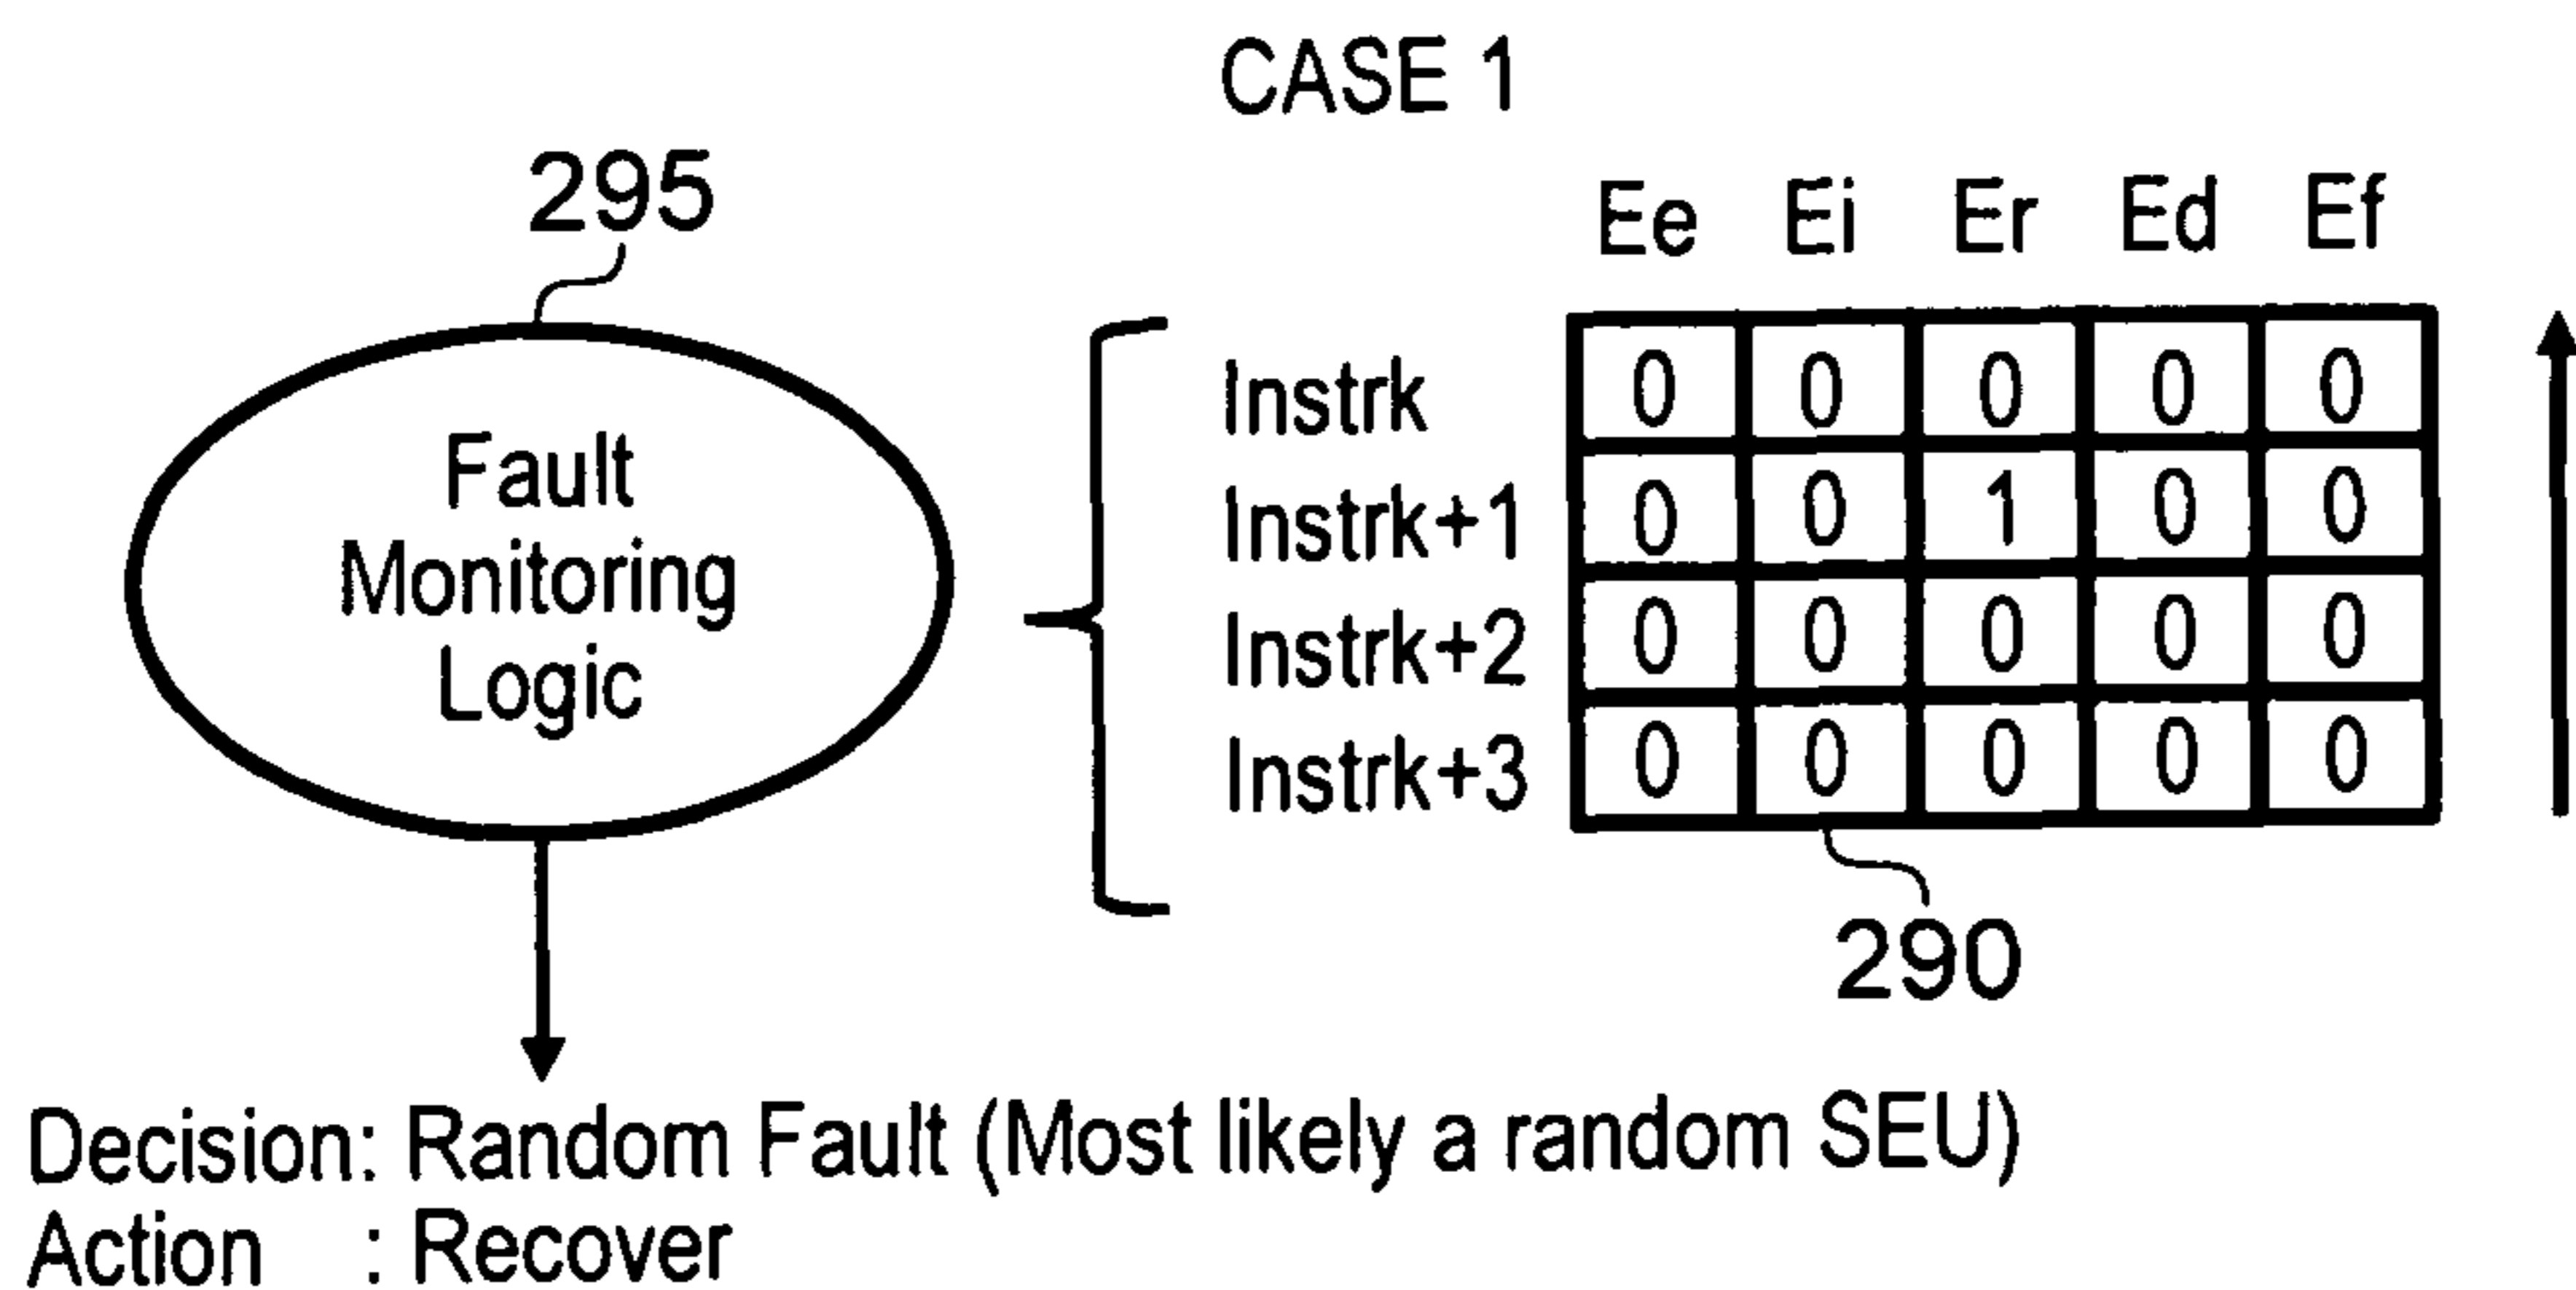 CASE 1
295
Ee Ei Er Ed Ef
Fault
Monitoring
Logic
Instrk 0 0 0 0 0
Instrk+1 0 0 1 0 0
Instrk+2 0 0 0 0 0
Instrk+3 0 0 0 0 0
290
Decision: Random Fault (Most likely a random SEU)
Action : Recover